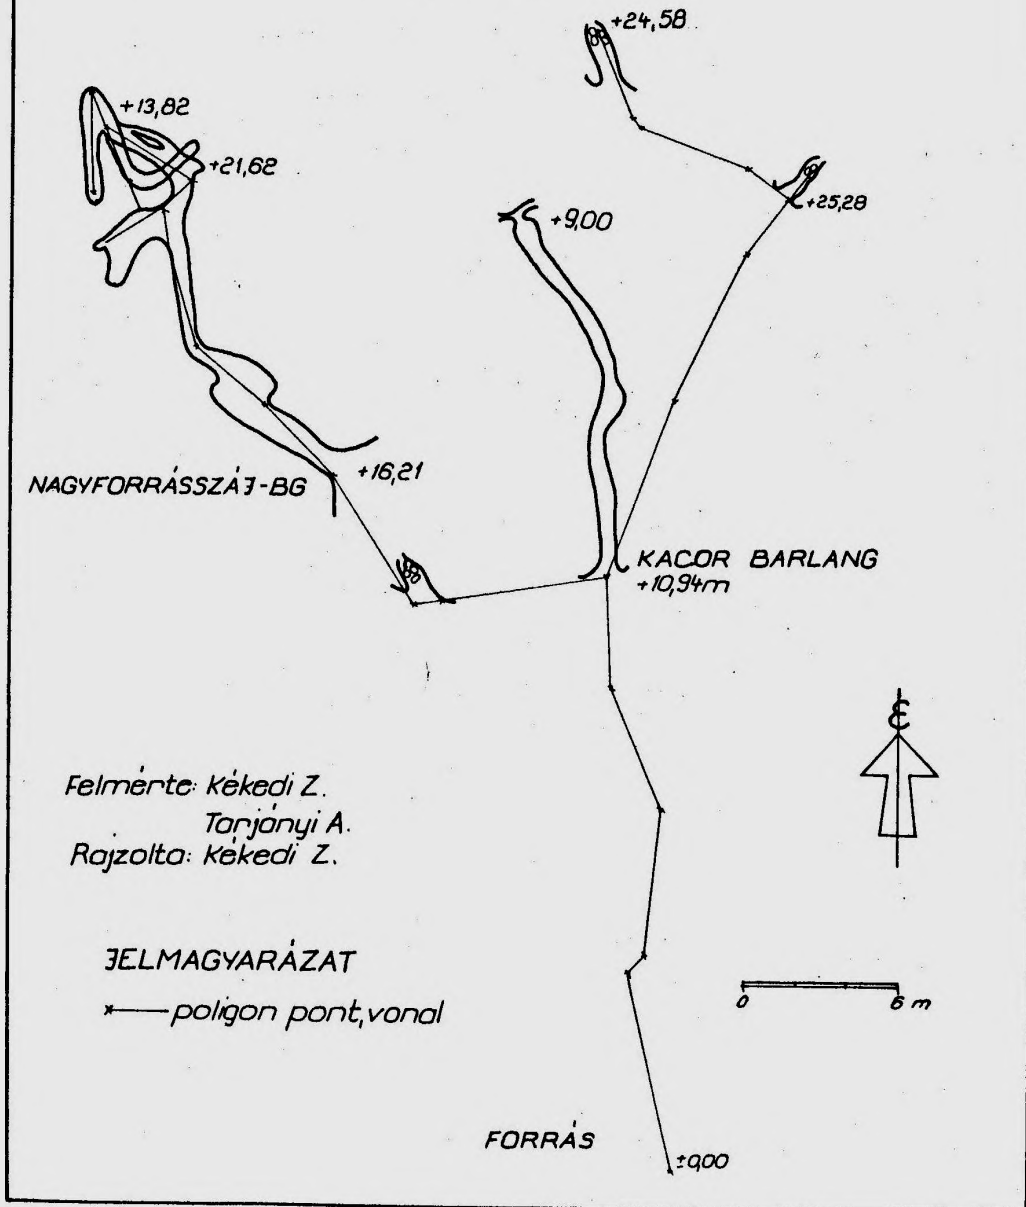 +24,58
+13,82
+21,62
+25,28
+9,00
+16,21
NAGYFORRÁSSZÁJ-BG
KACOR BARLANG
+10,94m
É
Felmérte: Kékedi Z.
Tarjányi A.
Rajzolta: Kékedi Z.
JELMAGYARÁZAT
poligon pont,vonal
0 6 m
FORRÁS
±0,00